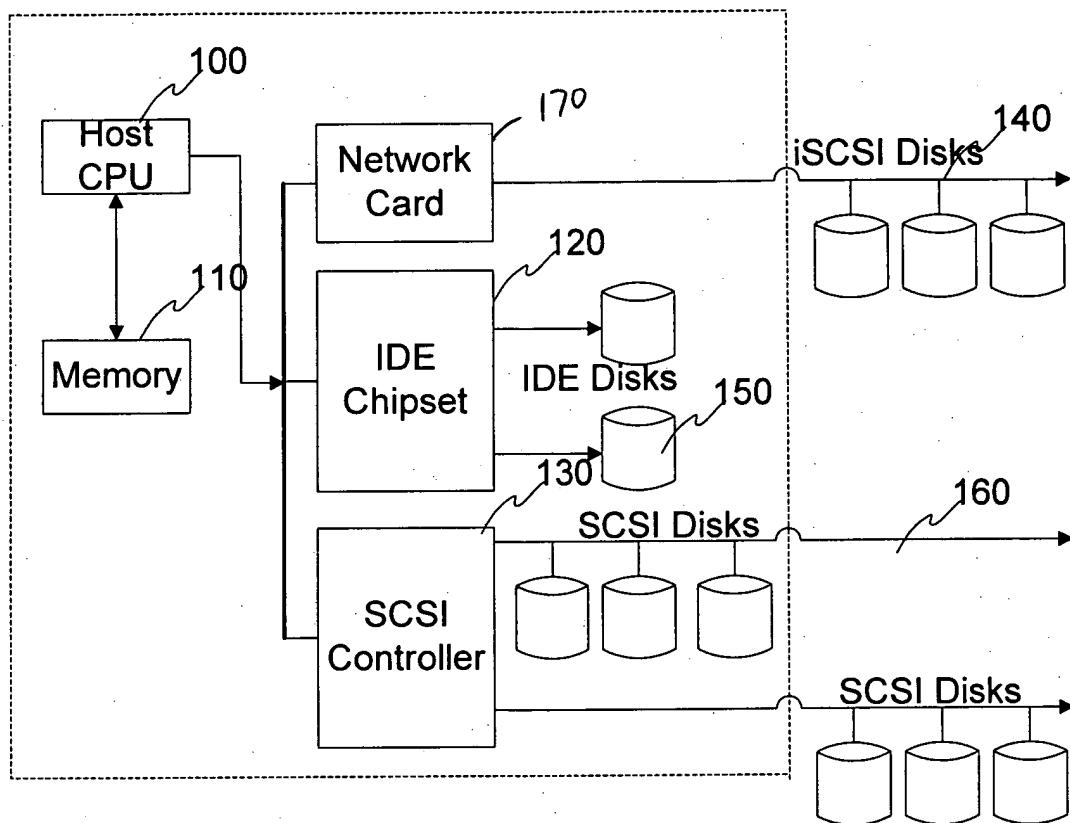 100
Host
CPU
110
Memory
170
Network
Card
120
IDE
Chipset
IDE Disks
150
130
SCSI
Controller
SCSI Disks
160
iSCSI Disks
140
SCSI Disks